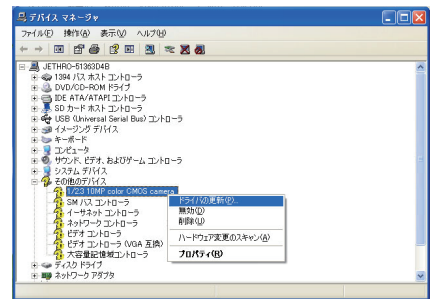 デバイス マネージャ
ファイル(F) 操作(A) 表示(V) ヘルプ(H)
JETHRO-51363D4B
1394 バス ホスト コントローラ
DVD/CD-ROM ドライブ
IDE ATA/ATAPI コントローラ
SD カード ホスト コントローラ
USB (Universal Serial Bus) コントローラ
イメージング デバイス
キーボード
コンピュータ
サウンド、ビデオ、およびゲーム コントローラ
システム デバイス
その他のデバイス
1/2.3 10MP color CMOS camera
SM バス コントローラ
イーサネット コントローラ
ネットワーク コントローラ
ビデオ コントローラ
ビデオ コントローラ (VGA 互換)
大容量記憶域コントローラ
ディスク ドライブ
ネットワーク アダプタ
ドライバの更新(P)...
無効(D)
削除(U)
ハードウェア変更のスキャン(A)
プロパティ(R)